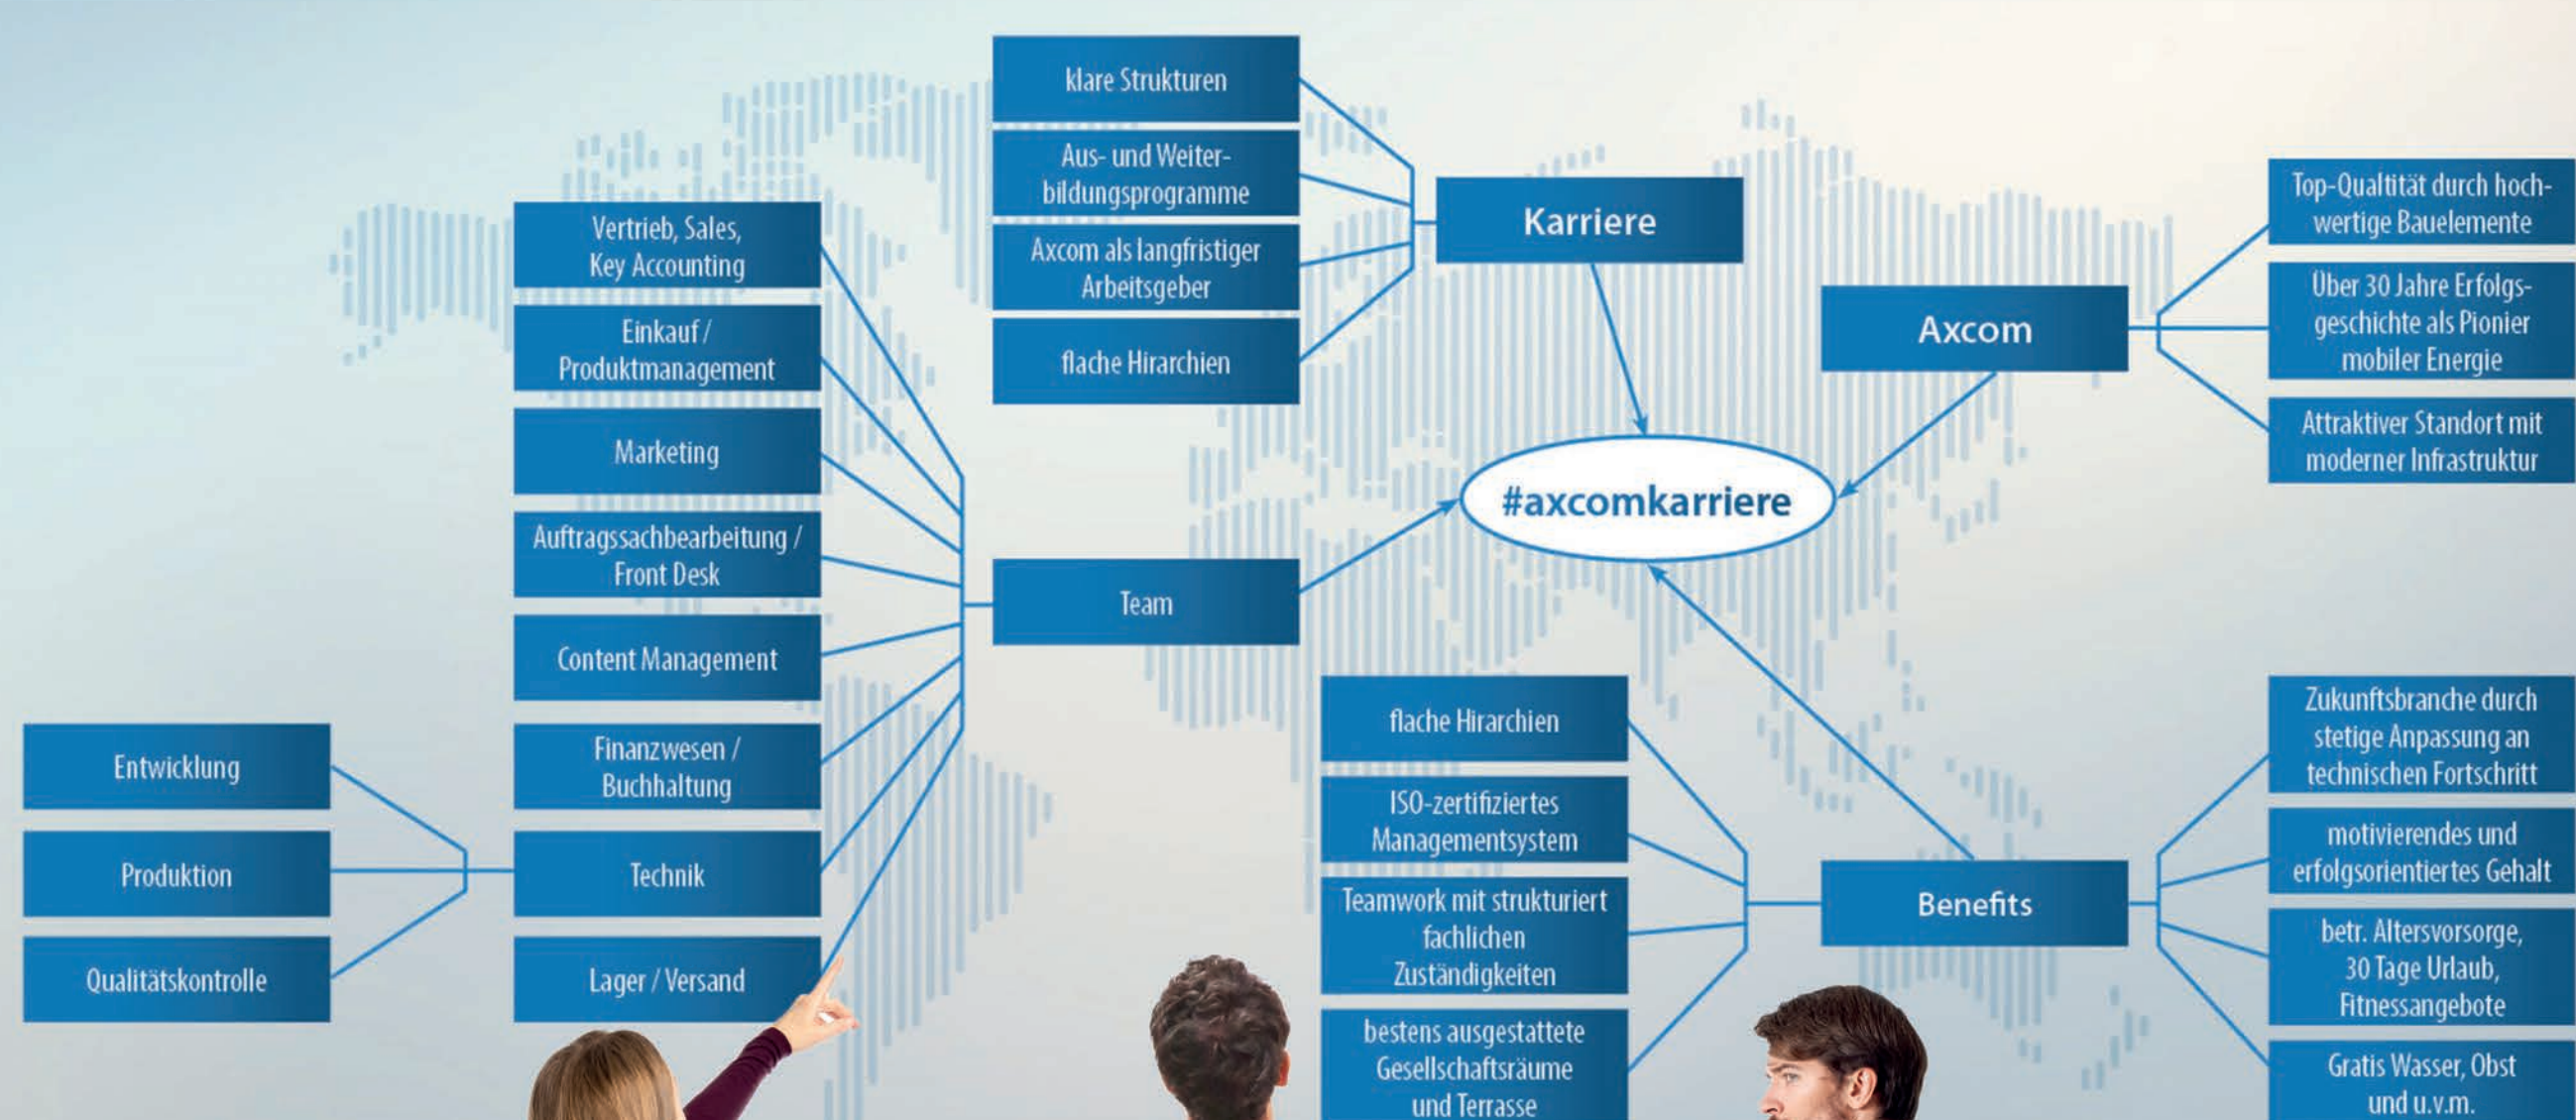 klare Strukturen
Aus- und Weiter-
bildungsprogramme
Axcom als langfristiger
Arbeitsgeber
flache Hirarchien
Karriere
Vertrieb, Sales,
Key Accounting
Einkauf /
Produktmanagement
Marketing
Auftragssachbearbeitung /
Front Desk
Content Management
Finanzwesen /
Buchhaltung
Technik
Lager / Versand
Entwicklung
Produktion
Qualitätskontrolle
Team
#axcomkarriere
Axcom
Top-Qualtität durch hoch-
wertige Bauelemente
Über 30 Jahre Erfolgs-
geschichte als Pionier
mobiler Energie
Attraktiver Standort mit
moderner Infrastruktur
flache Hirarchien
ISO-zertifiziertes
Managementsystem
Teamwork mit strukturiert
fachlichen
Zuständigkeiten
bestens ausgestattete
Gesellschaftsräume
und Terrasse
Benefits
Zukunftsbranche durch
stetige Anpassung an
technischen Fortschritt
motivierendes und
erfolgsorientiertes Gehalt
betr. Altersvorsorge,
30 Tage Urlaub,
Fitnessangebote
Gratis Wasser, Obst
und u.v.m.